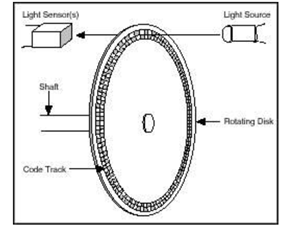 Light Sensor(s)
Light Source
Shaft
Rotating Disk
Code Track